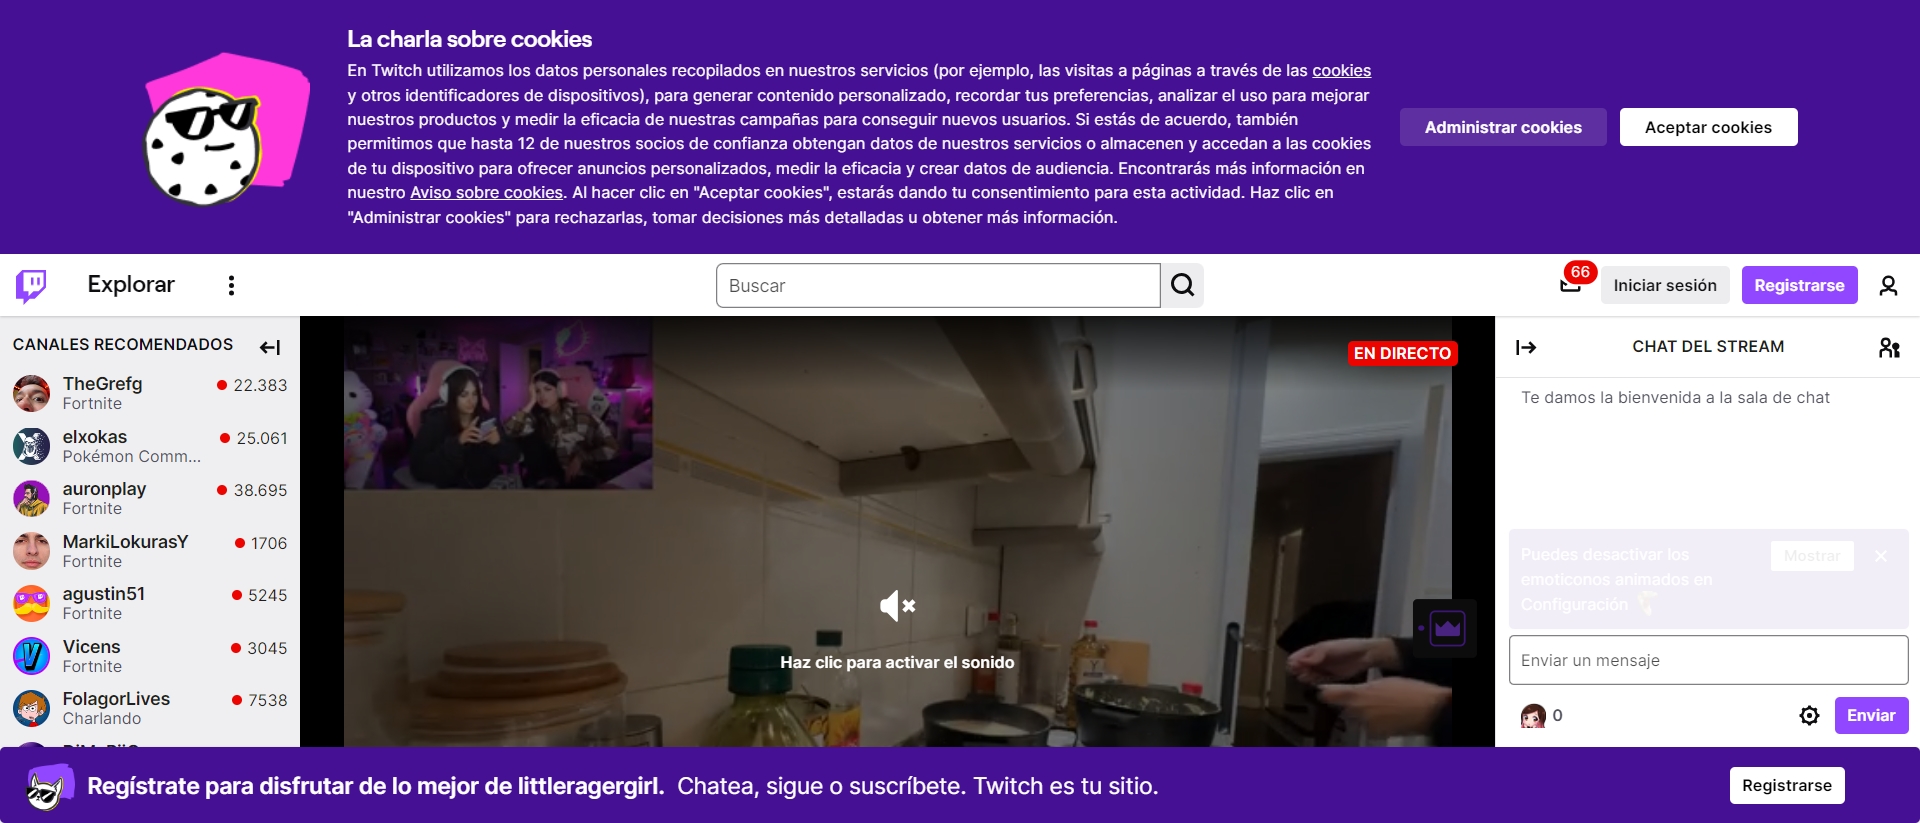 La charla sobre cookies
En Twitch utilizamos los datos personales recopilados en nuestros servicios (por ejemplo, las visitas a páginas a través de las cookies
y otros identificadores de dispositivos), para generar contenido personalizado, recordar tus preferencias, analizar el uso para mejorar
nuestros productos y medir la eficacia de nuestras campañas para conseguir nuevos usuarios. Si estás de acuerdo, también
permitimos que hasta 12 de nuestros socios de confianza obtengan datos de nuestros servicios o almacenen y accedan a las cookies
de tu dispositivo para ofrecer anuncios personalizados, medir la eficacia y crear datos de audiencia. Encontrarás más información en
nuestro Aviso sobre cookies. Al hacer clic en "Aceptar cookies", estarás dando tu consentimiento para esta actividad. Haz clic en
"Administrar cookies" para rechazarlas, tomar decisiones más detalladas u obtener más información.
Administrar cookies
Aceptar cookies
Explorar
Buscar
66
Iniciar sesión
Registrarse
CANALES RECOMENDADOS
TheGrefg 22.383
Fortnite
elxokas 25.061
Pokémon Comm...
auronplay 38.695
Fortnite
MarkiLokurasY 1706
Fortnite
agustin51 5245
Fortnite
Vicens 3045
Fortnite
FolagorLives 7538
Charlando
EN DIRECTO
Haz clic para activar el sonido
CHAT DEL STREAM
Te damos la bienvenida a la sala de chat
Puedes desactivar los
emoticonos animados en
Configuración
Mostrar
Enviar un mensaje
0
Enviar
Regístrate para disfrutar de lo mejor de littleragergirl. Chatea, sigue o suscríbete. Twitch es tu sitio.
Registrarse